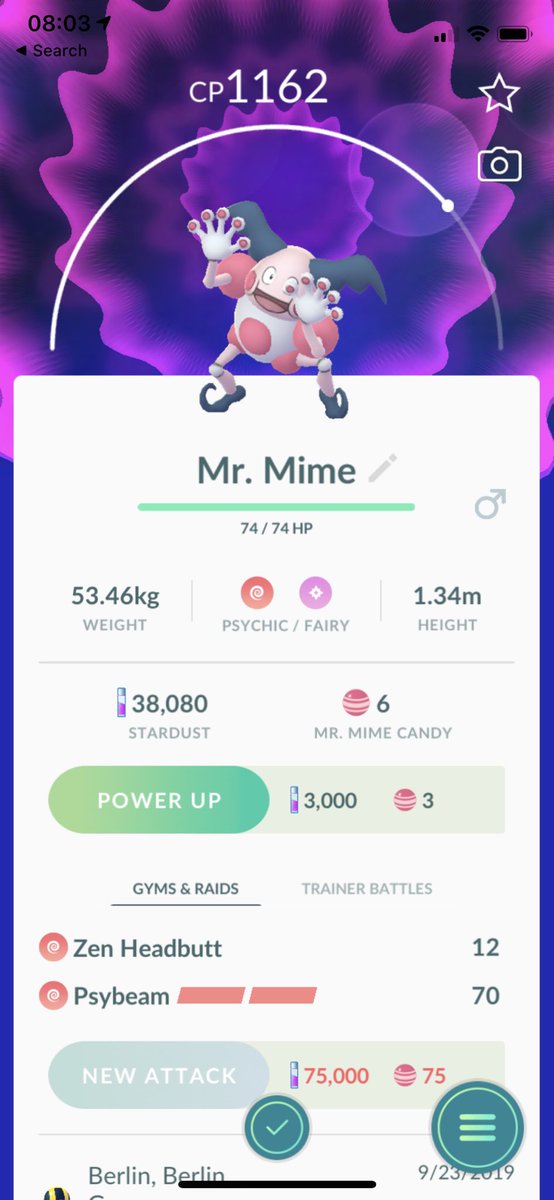 08:03
Search
CP1162
Mr. Mime
74 / 74 HP
53.46kg
WEIGHT
PSYCHIC / FAIRY
1.34m
HEIGHT
38,080
STARDUST
6
MR. MIME CANDY
POWER UP
3,000
3
GYMS & RAIDS
TRAINER BATTLES
Zen Headbutt 12
Psybeam 70
NEW ATTACK
75,000
75
Berlin, Berlin
9/23/2019